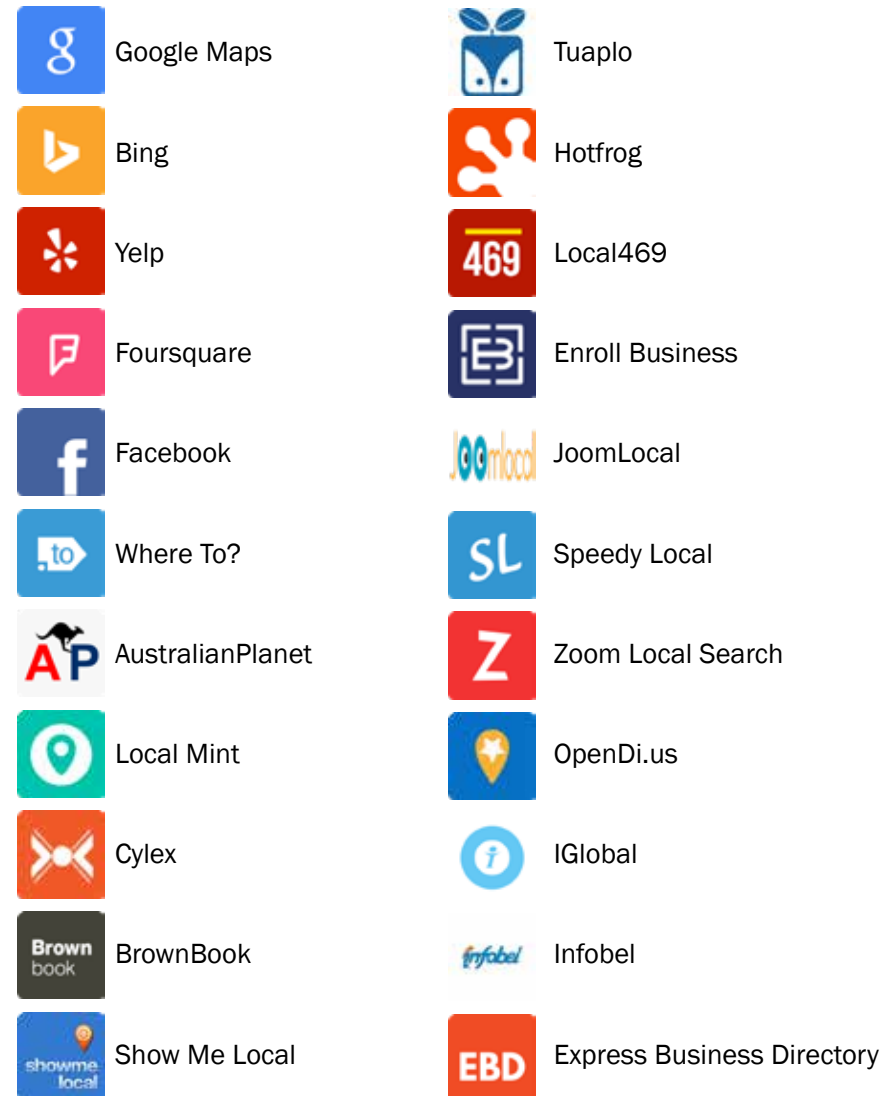 g Google Maps
Tuaplo
Bing
Hotfrog
Yelp
469 Local469
F Foursquare
EB Enroll Business
f Facebook
Joomlocal JoomLocal
.to Where To?
SL Speedy Local
AP AustralianPlanet
Z Zoom Local Search
Local Mint
OpenDi.us
Cylex
i IGlobal
Brown
book
BrownBook
infobel Infobel
showme
local
Show Me Local
EBD Express Business Directory